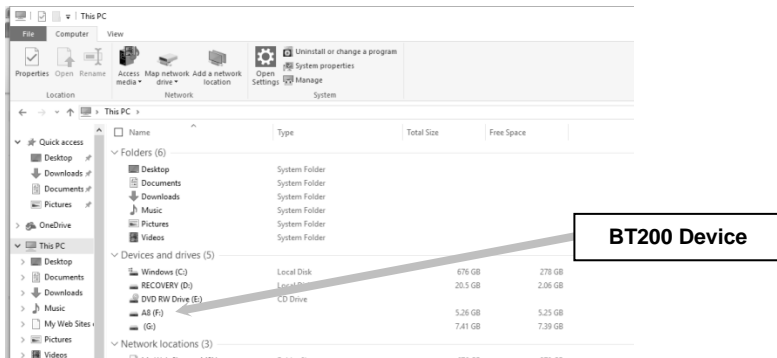 This PC
File Computer View
Properties Open Rename Access media Map network drive Add a network location Open Settings Uninstall or change a program
System properties
Manage
Location Network System
This PC
Name Type Total Size Free Space
Quick access
Desktop
Downloads
Documents
Pictures
OneDrive
This PC
Desktop
Documents
Downloads
Music
My Web Sites
Pictures
Videos
Folders (6)
Desktop System Folder
Documents System Folder
Downloads System Folder
Music System Folder
Pictures System Folder
Videos System Folder
Devices and drives (5)
Windows (C:) Local Disk 676 GB 278 GB
RECOVERY (D:) Local Disk 20.5 GB 2.06 GB
DVD RW Drive (E:) CD Drive
A8 (F:) 5.26 GB 5.25 GB
(G:) 7.41 GB 7.39 GB
Network locations (3)
BT200 Device